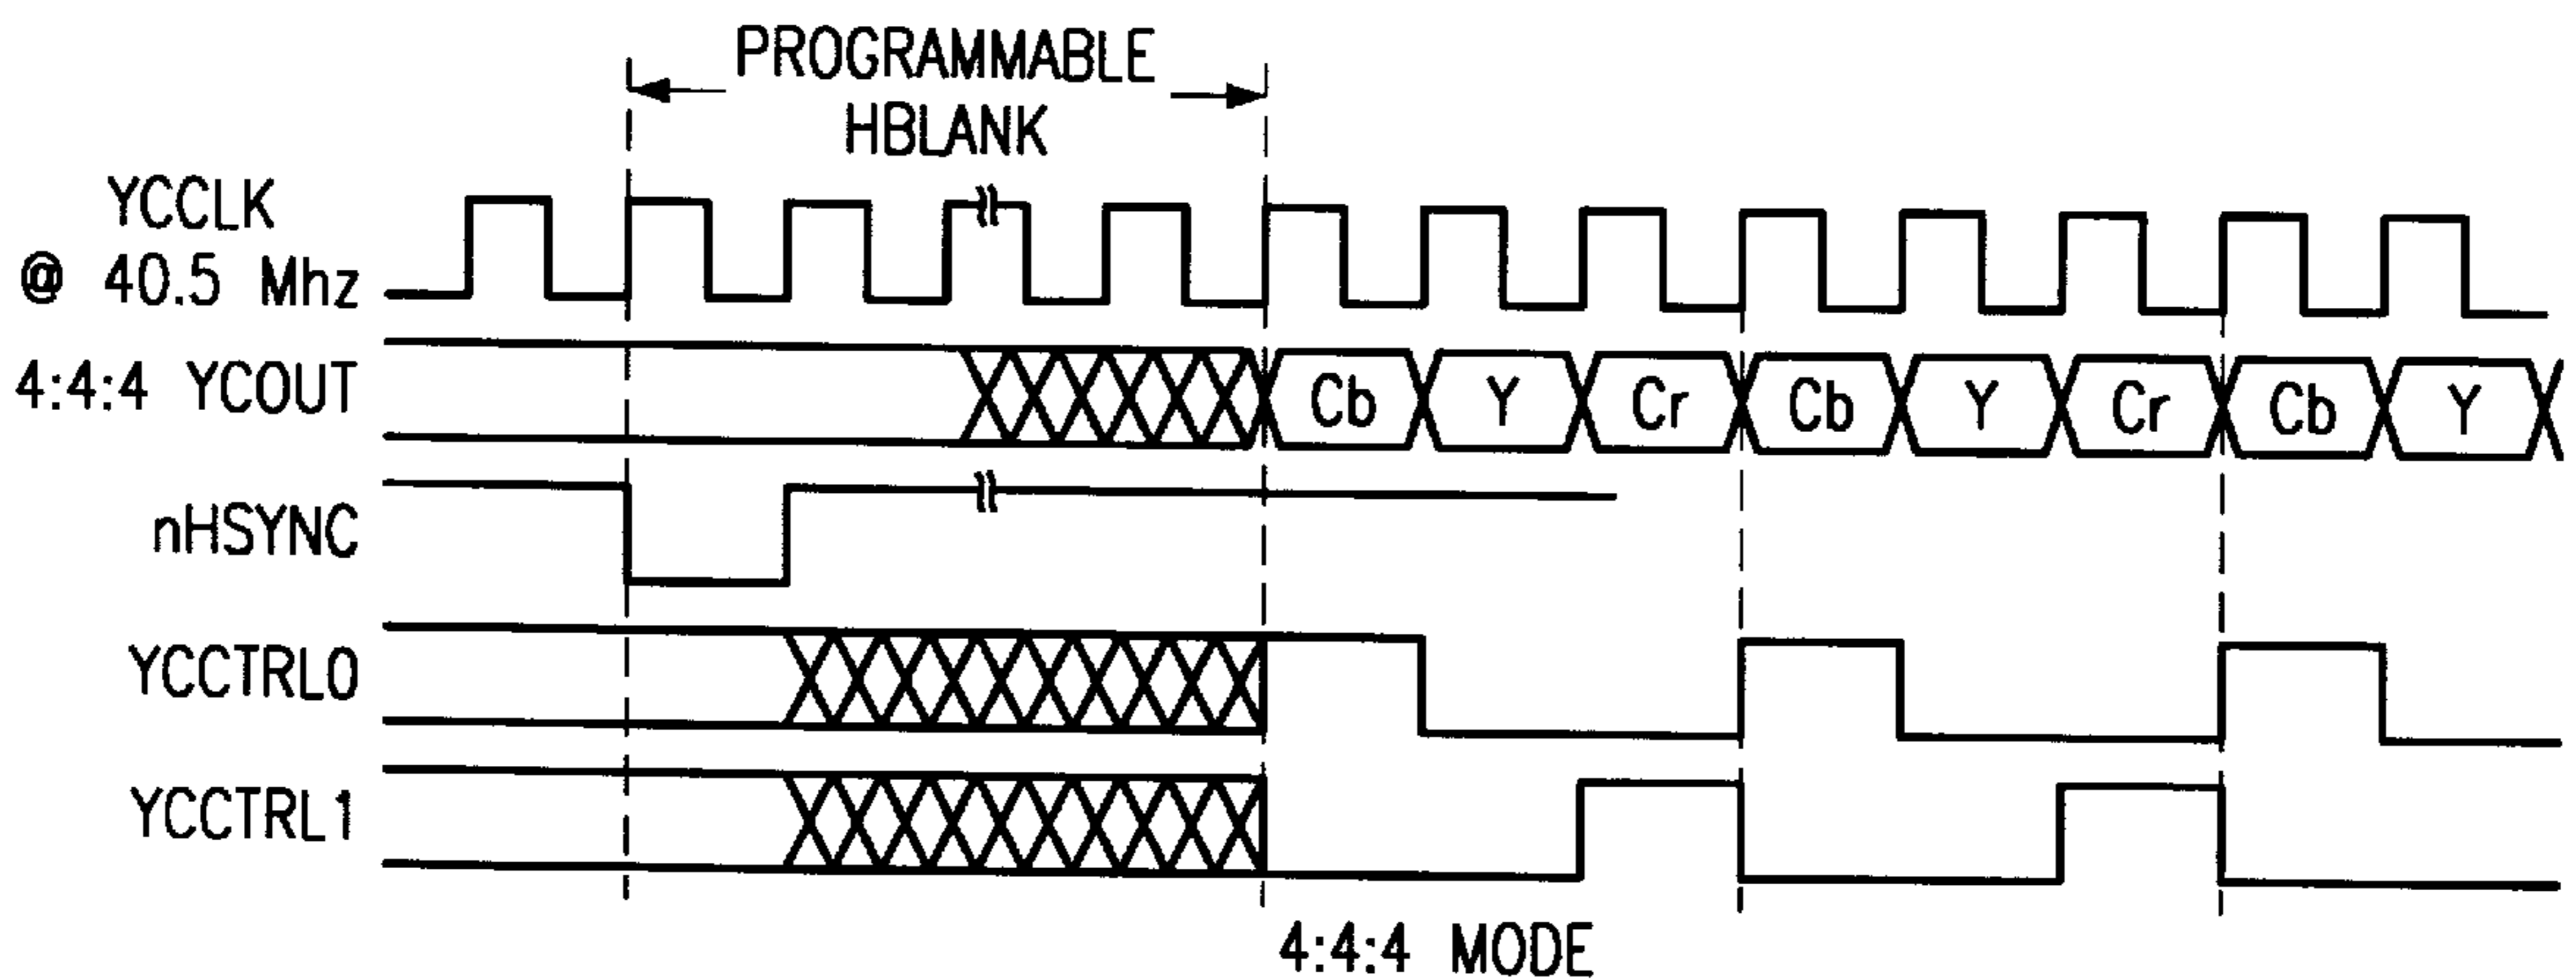 PROGRAMMABLE
HBLANK
YCCLK
@ 40.5 Mhz
4:4:4 YCOUT
Cb Y Cr Cb Y Cr Cb Y
nHSYNC
YCCTRL0
YCCTRL1
4:4:4 MODE